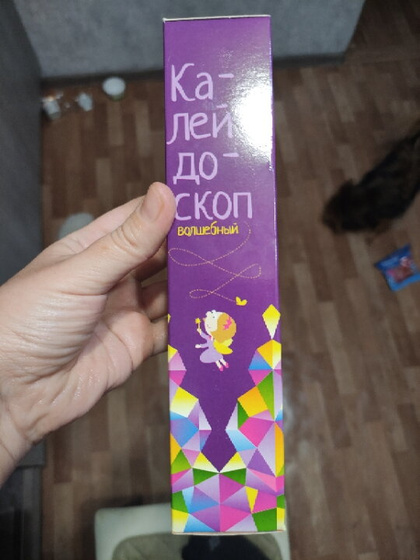 Ка-
лей
до-
скоп
волшебный